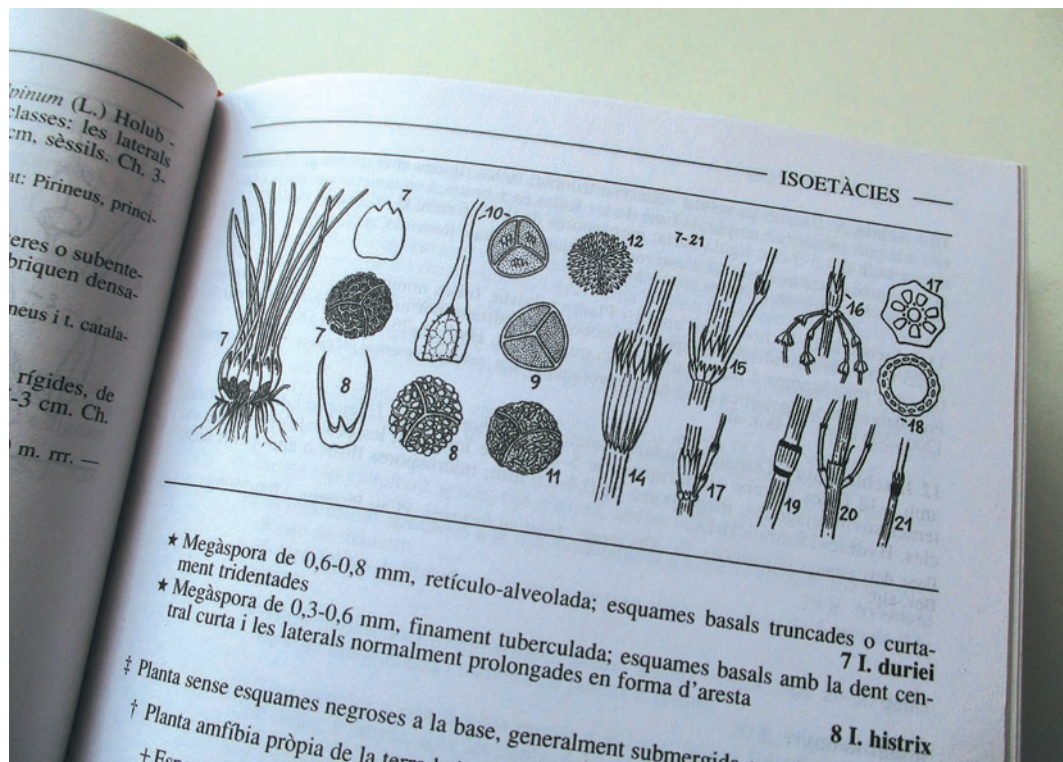 pinum (L.) Holub -
classes: les laterals
cm, sèssils. Ch. 3-
at: Pirineus, princi-
eres o subente-
briquen densa-
neus i t. catala-
rígides, de
-3 cm. Ch.
0 m. rrr. —
ISOETÀCIES
7
10
12
7-21
16
17
7
7
8
9
15
18
8
11
14
17
19
20
21
★ Megàspora de 0,6-0,8 mm, retículo-alveolada; esquames basals truncades o curta-
ment tridentades
7 I. duriei
★ Megàspora de 0,3-0,6 mm, finament tuberculada; esquames basals amb la dent cen-
tral curta i les laterals normalment prolongades en forma d'aresta
8 I. histrix
‡ Planta sense esquames negroses a la base, generalment submergida
† Planta amfíbia pròpia de la terra